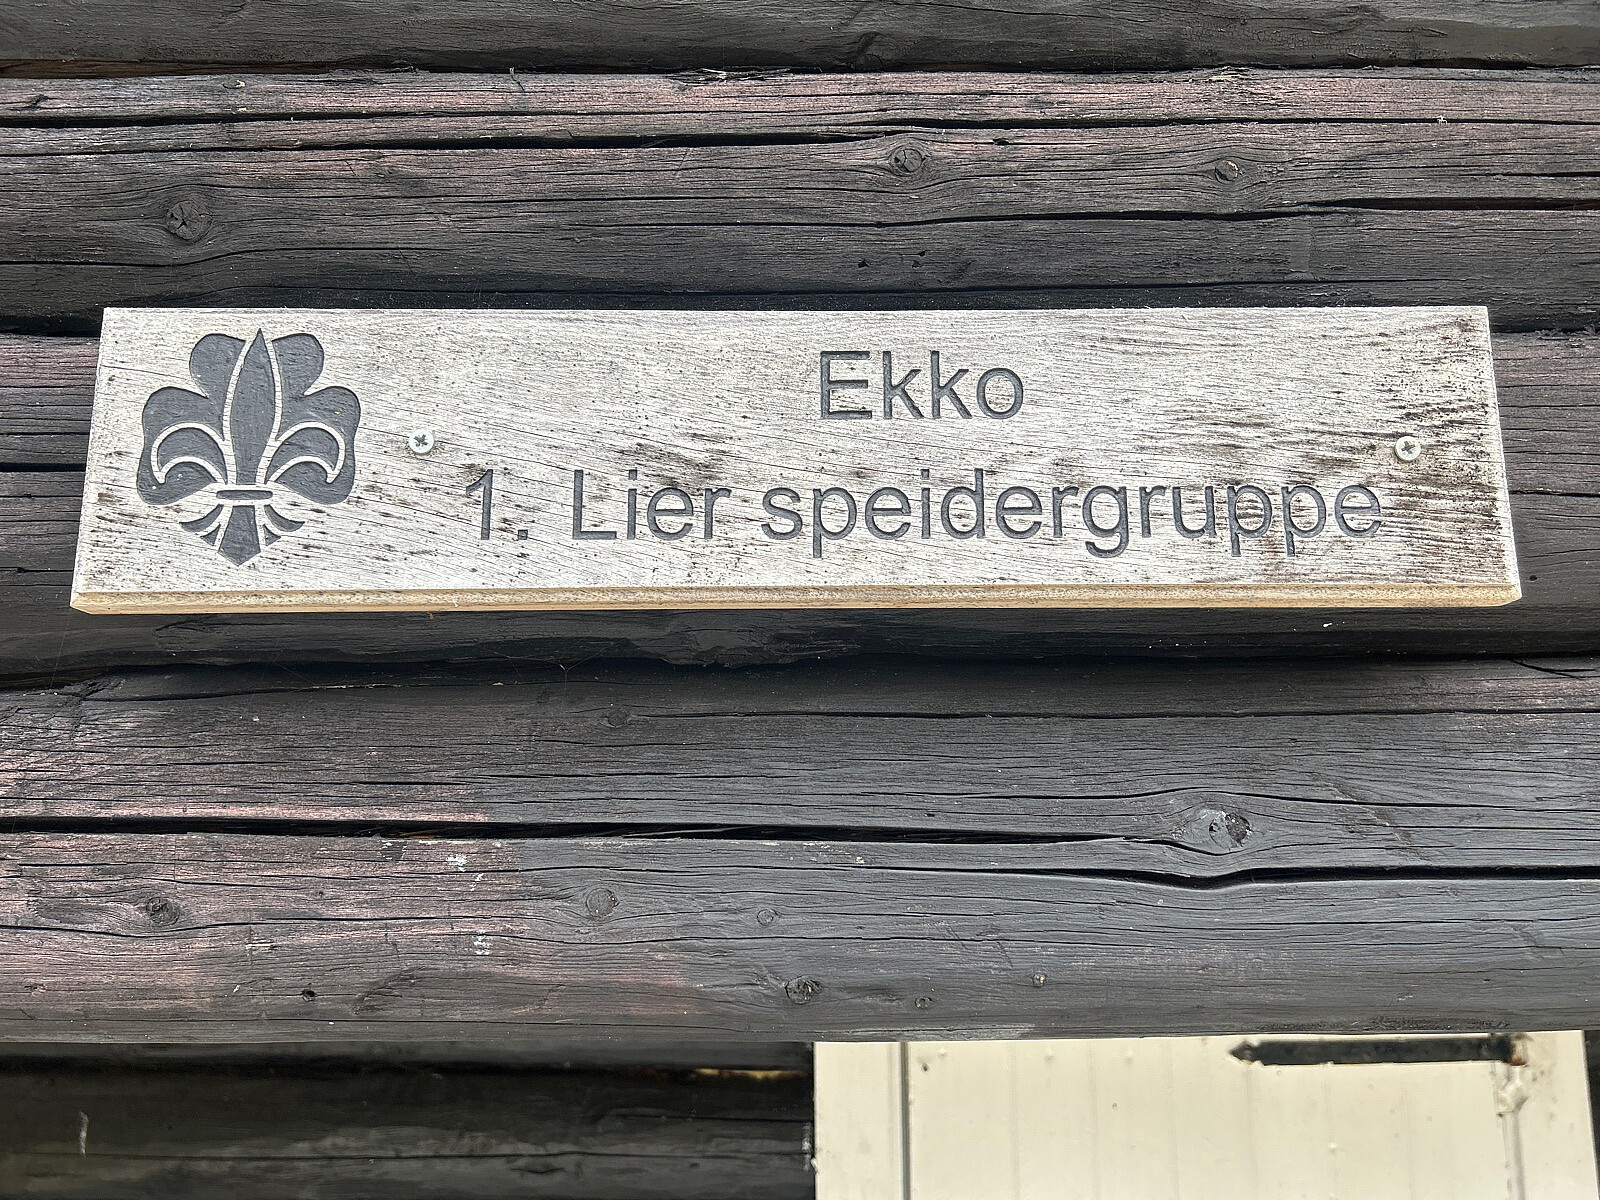 Ekko
1. Lier speidergruppe